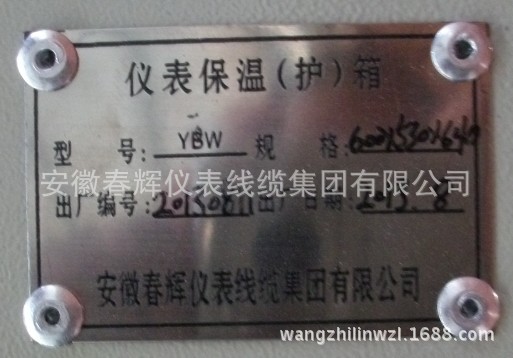 仪表保温(护)箱
型 号: YBW 规 格: 600×530×640
安徽春辉仪表线缆集团有限公司
出厂编号: 2015081 出厂日期: 2015.8
安徽春辉仪表线缆集团有限公司
wangzhilinwzl.1688.com